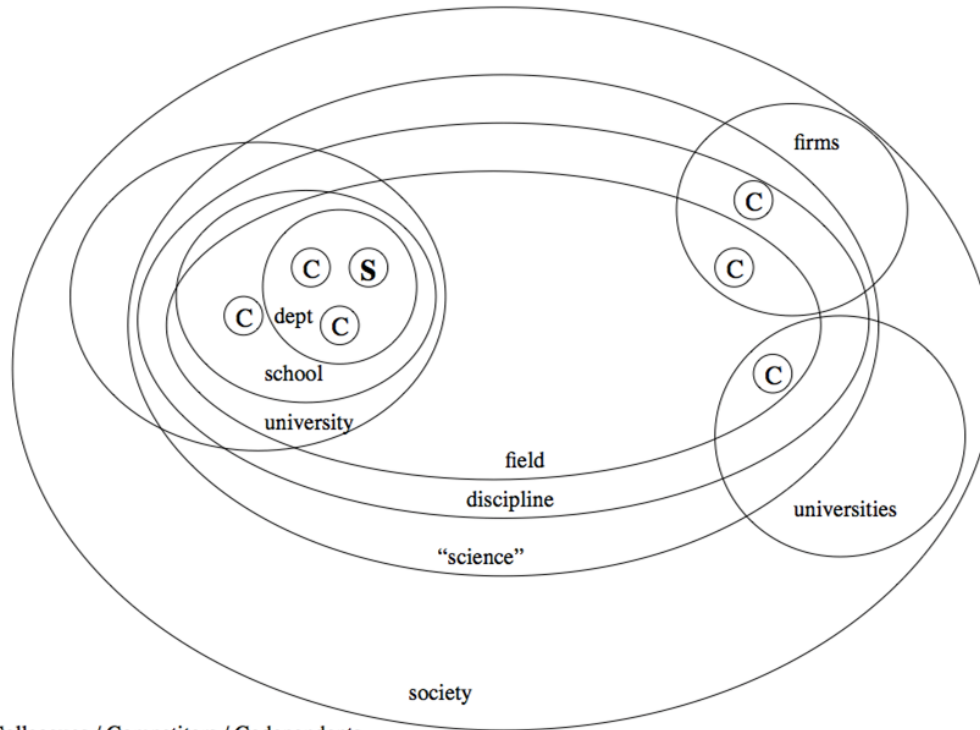 firms
C
C
C
S
C
dept
C
school
C
university
field
discipline
universities
“science”
society